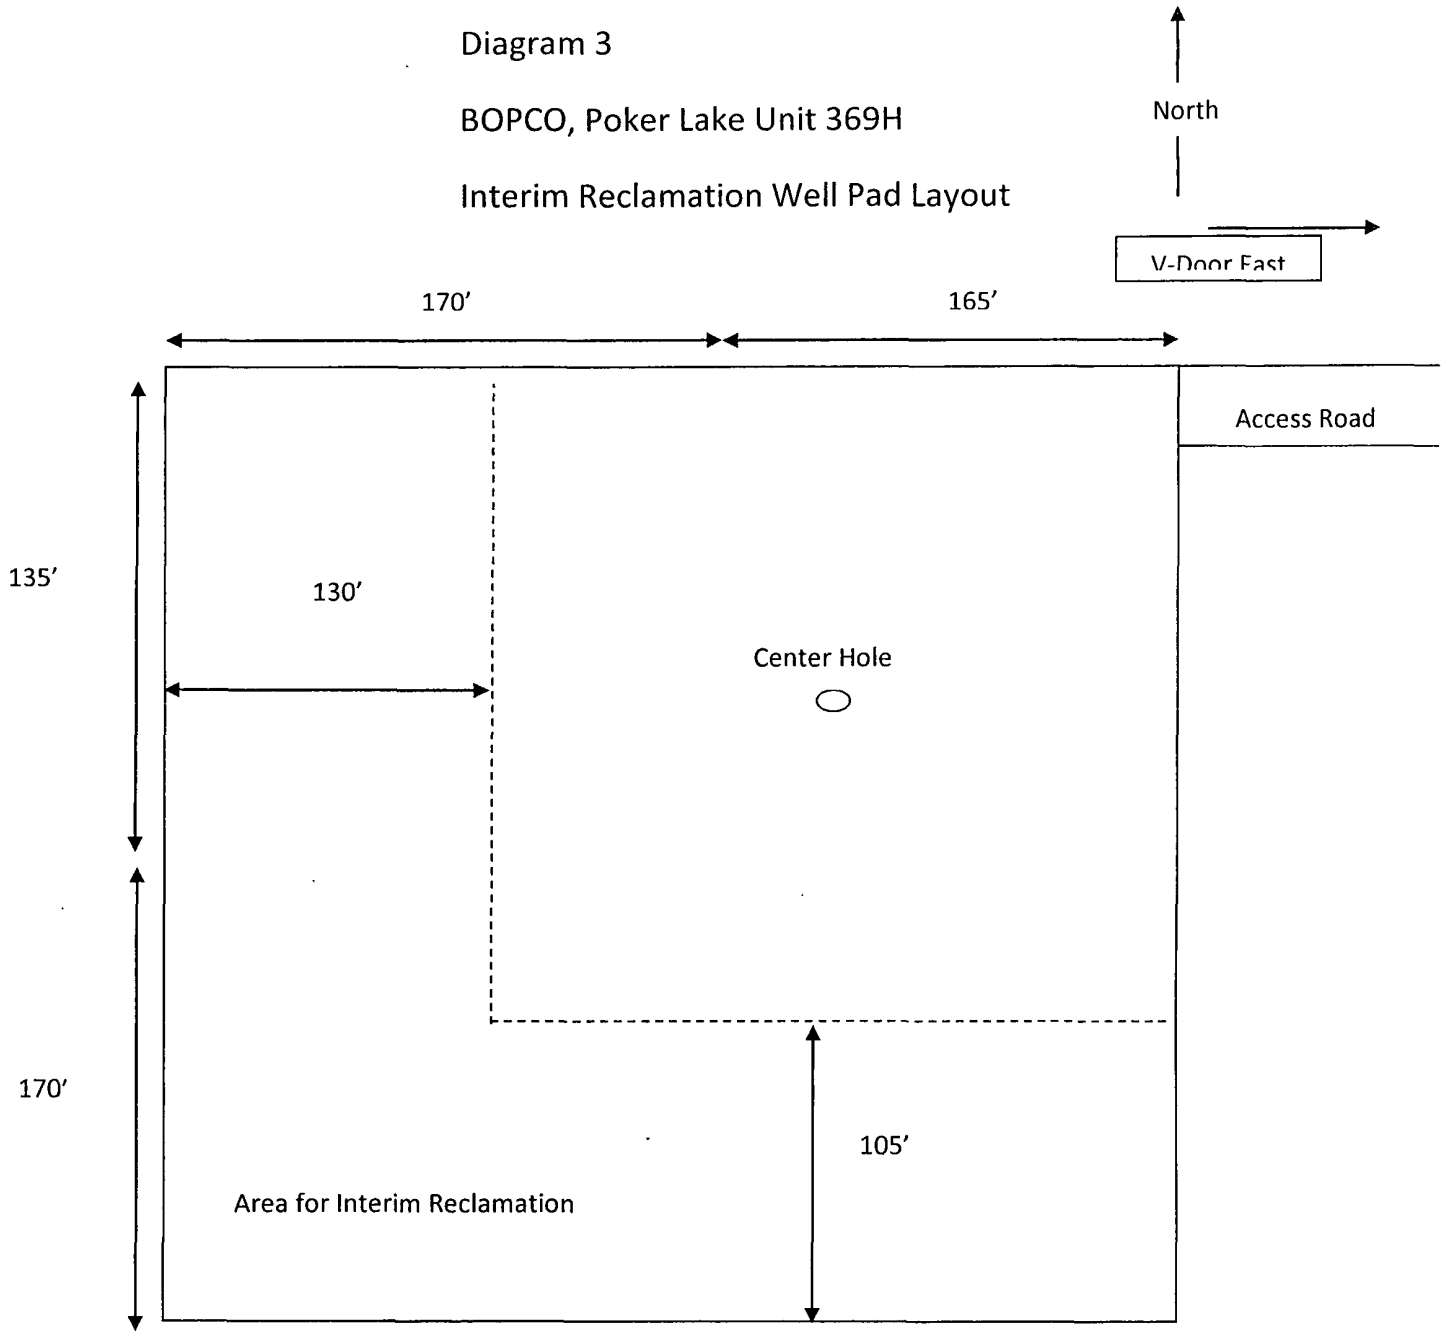 Diagram 3
BOPCO, Poker Lake Unit 369H
North
Interim Reclamation Well Pad Layout
V-Door East
170’
165’
Access Road
135’
130’
Center Hole
170’
105’
Area for Interim Reclamation